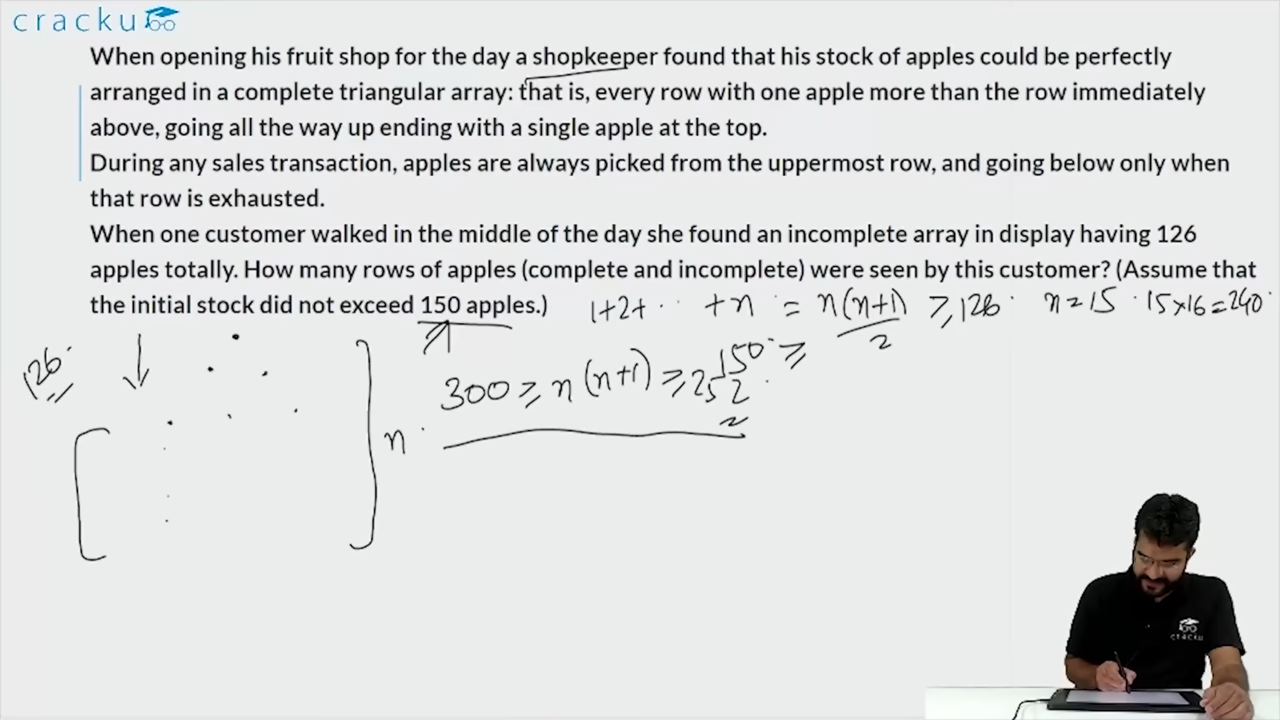 cracku
When opening his fruit shop for the day a shopkeeper found that his stock of apples could be perfectly
arranged in a complete triangular array: that is, every row with one apple more than the row immediately
above, going all the way up ending with a single apple at the top.
During any sales transaction, apples are always picked from the uppermost row, and going below only when
that row is exhausted.
When one customer walked in the middle of the day she found an incomplete array in display having 126
apples totally. How many rows of apples (complete and incomplete) were seen by this customer? (Assume that
the initial stock did not exceed 150 apples.)
1+2+ ·· +n = n(n+1)/2 ≥ 126 · n=15 · 15×16=240
150 ≥
126
300 ≥ n(n+1) ≥ 252
n
cracku